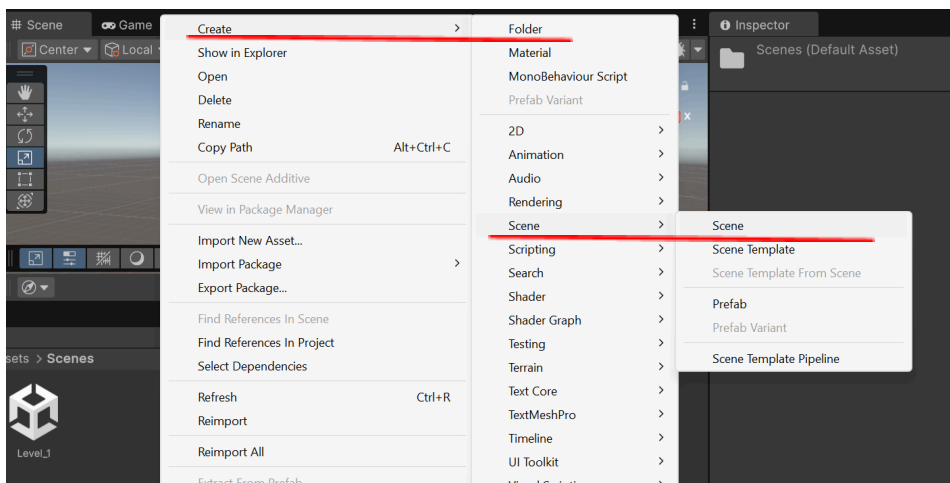 # Scene
Game
Center
Local
sets > Scenes
Level_1
Create
Show in Explorer
Open
Delete
Rename
Copy Path Alt+Ctrl+C
Open Scene Additive
View in Package Manager
Import New Asset...
Import Package
Export Package...
Find References In Scene
Find References In Project
Select Dependencies
Refresh Ctrl+R
Reimport
Reimport All
Extract From Prefab
Folder
Material
MonoBehaviour Script
Prefab Variant
2D
Animation
Audio
Rendering
Scene
Scripting
Search
Shader
Shader Graph
Testing
Terrain
Text Core
TextMeshPro
Timeline
UI Toolkit
Scene
Scene Template
Scene Template From Scene
Prefab
Prefab Variant
Scene Template Pipeline
x
Inspector
Scenes (Default Asset)